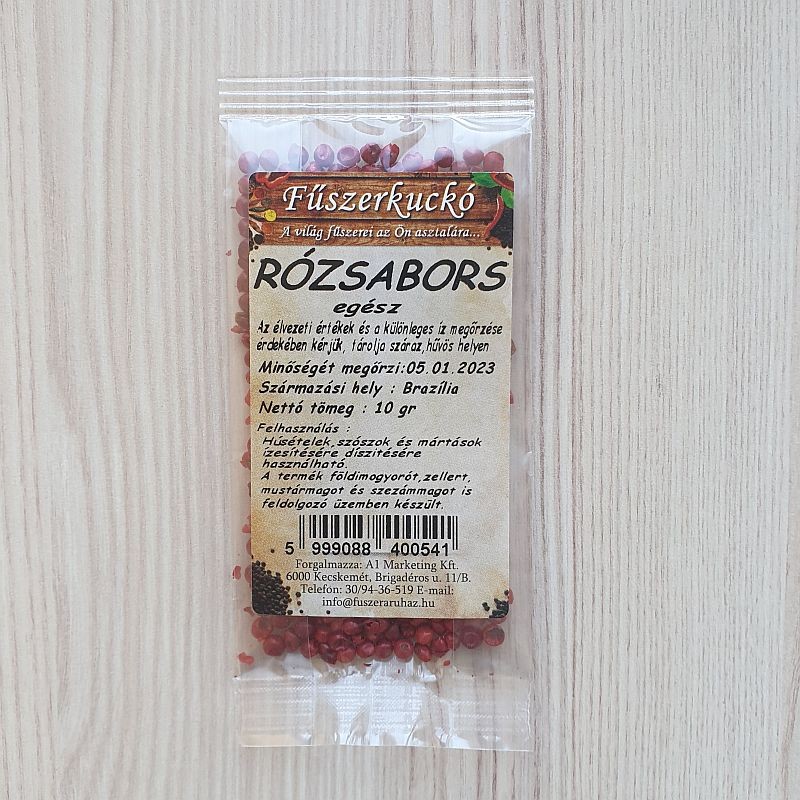 Fűszerkuckó
A világ fűszerei az Ön asztalára...
RÓZSABORS
egész
Az élvezeti értékek és a különleges íz megőrzése
érdekében kérjük, tárolja száraz,hűvös helyen
Minőségét megőrzi:05.01.2023
Származási hely : Brazília
Nettó tömeg : 10 gr
Felhasználás :
Húsételek,szószok és mártások
ízesítésére díszítésére
használható.
A termék földimogyorót,zellert,
mustármagot és szezámmagot is
feldolgozó üzemben készült.
5 999088 400541
Forgalmazza: A1 Marketing Kft.
6000 Kecskemét, Brigadéros u. 11/B.
Telefon: 30/94-36-519 E-mail:
info@fuszeraruhaz.hu